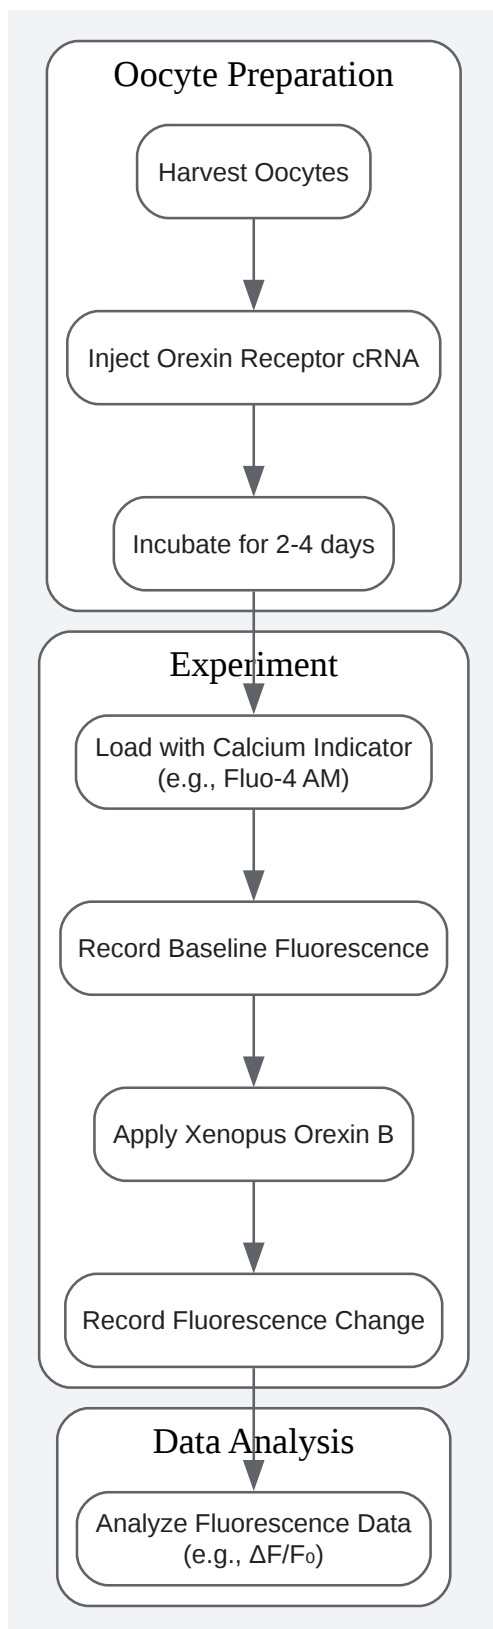 Oocyte Preparation
Harvest Oocytes
Inject Orexin Receptor cRNA
Incubate for 2-4 days
Experiment
Load with Calcium Indicator
(e.g., Fluo-4 AM)
Record Baseline Fluorescence
Apply Xenopus Orexin B
Record Fluorescence Change
Data Analysis
Analyze Fluorescence Data
(e.g., ΔF/F₀)